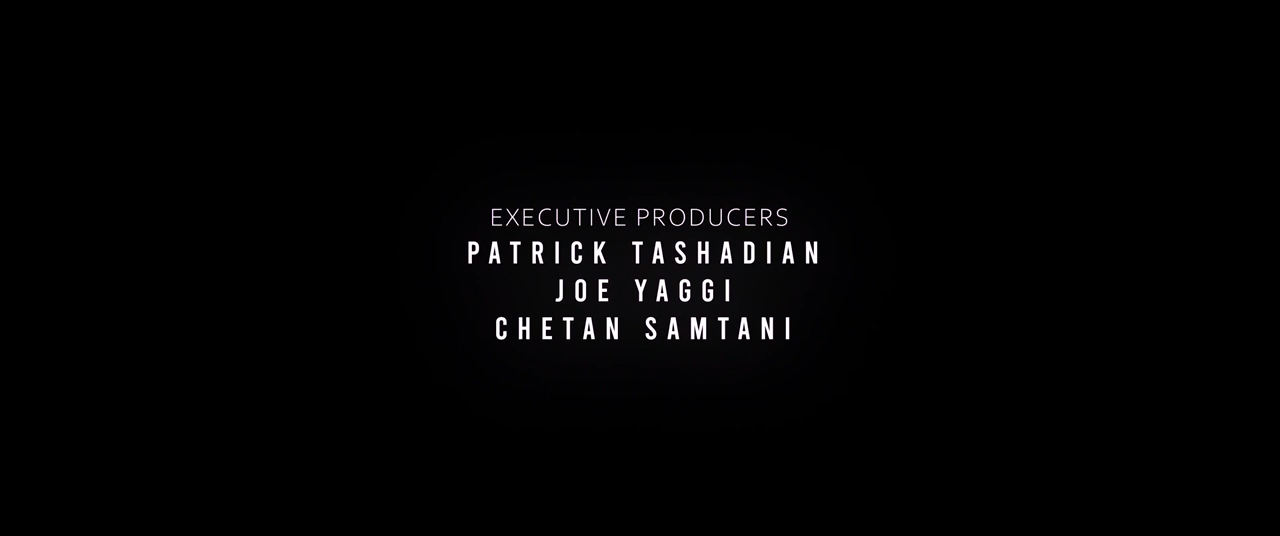 EXECUTIVE PRODUCERS
PATRICK TASHADIAN
JOE YAGGI
CHETAN SAMTANI